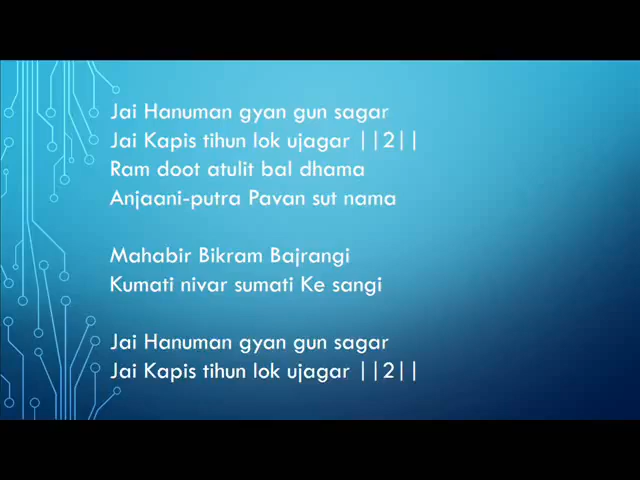 Jai Hanuman gyan gun sagar
Jai Kapis tihun lok ujagar ||2||
Ram doot atulit bal dhama
Anjaani-putra Pavan sut nama
Mahabir Bikram Bajrangi
Kumati nivar sumati Ke sangi
Jai Hanuman gyan gun sagar
Jai Kapis tihun lok ujagar ||2||